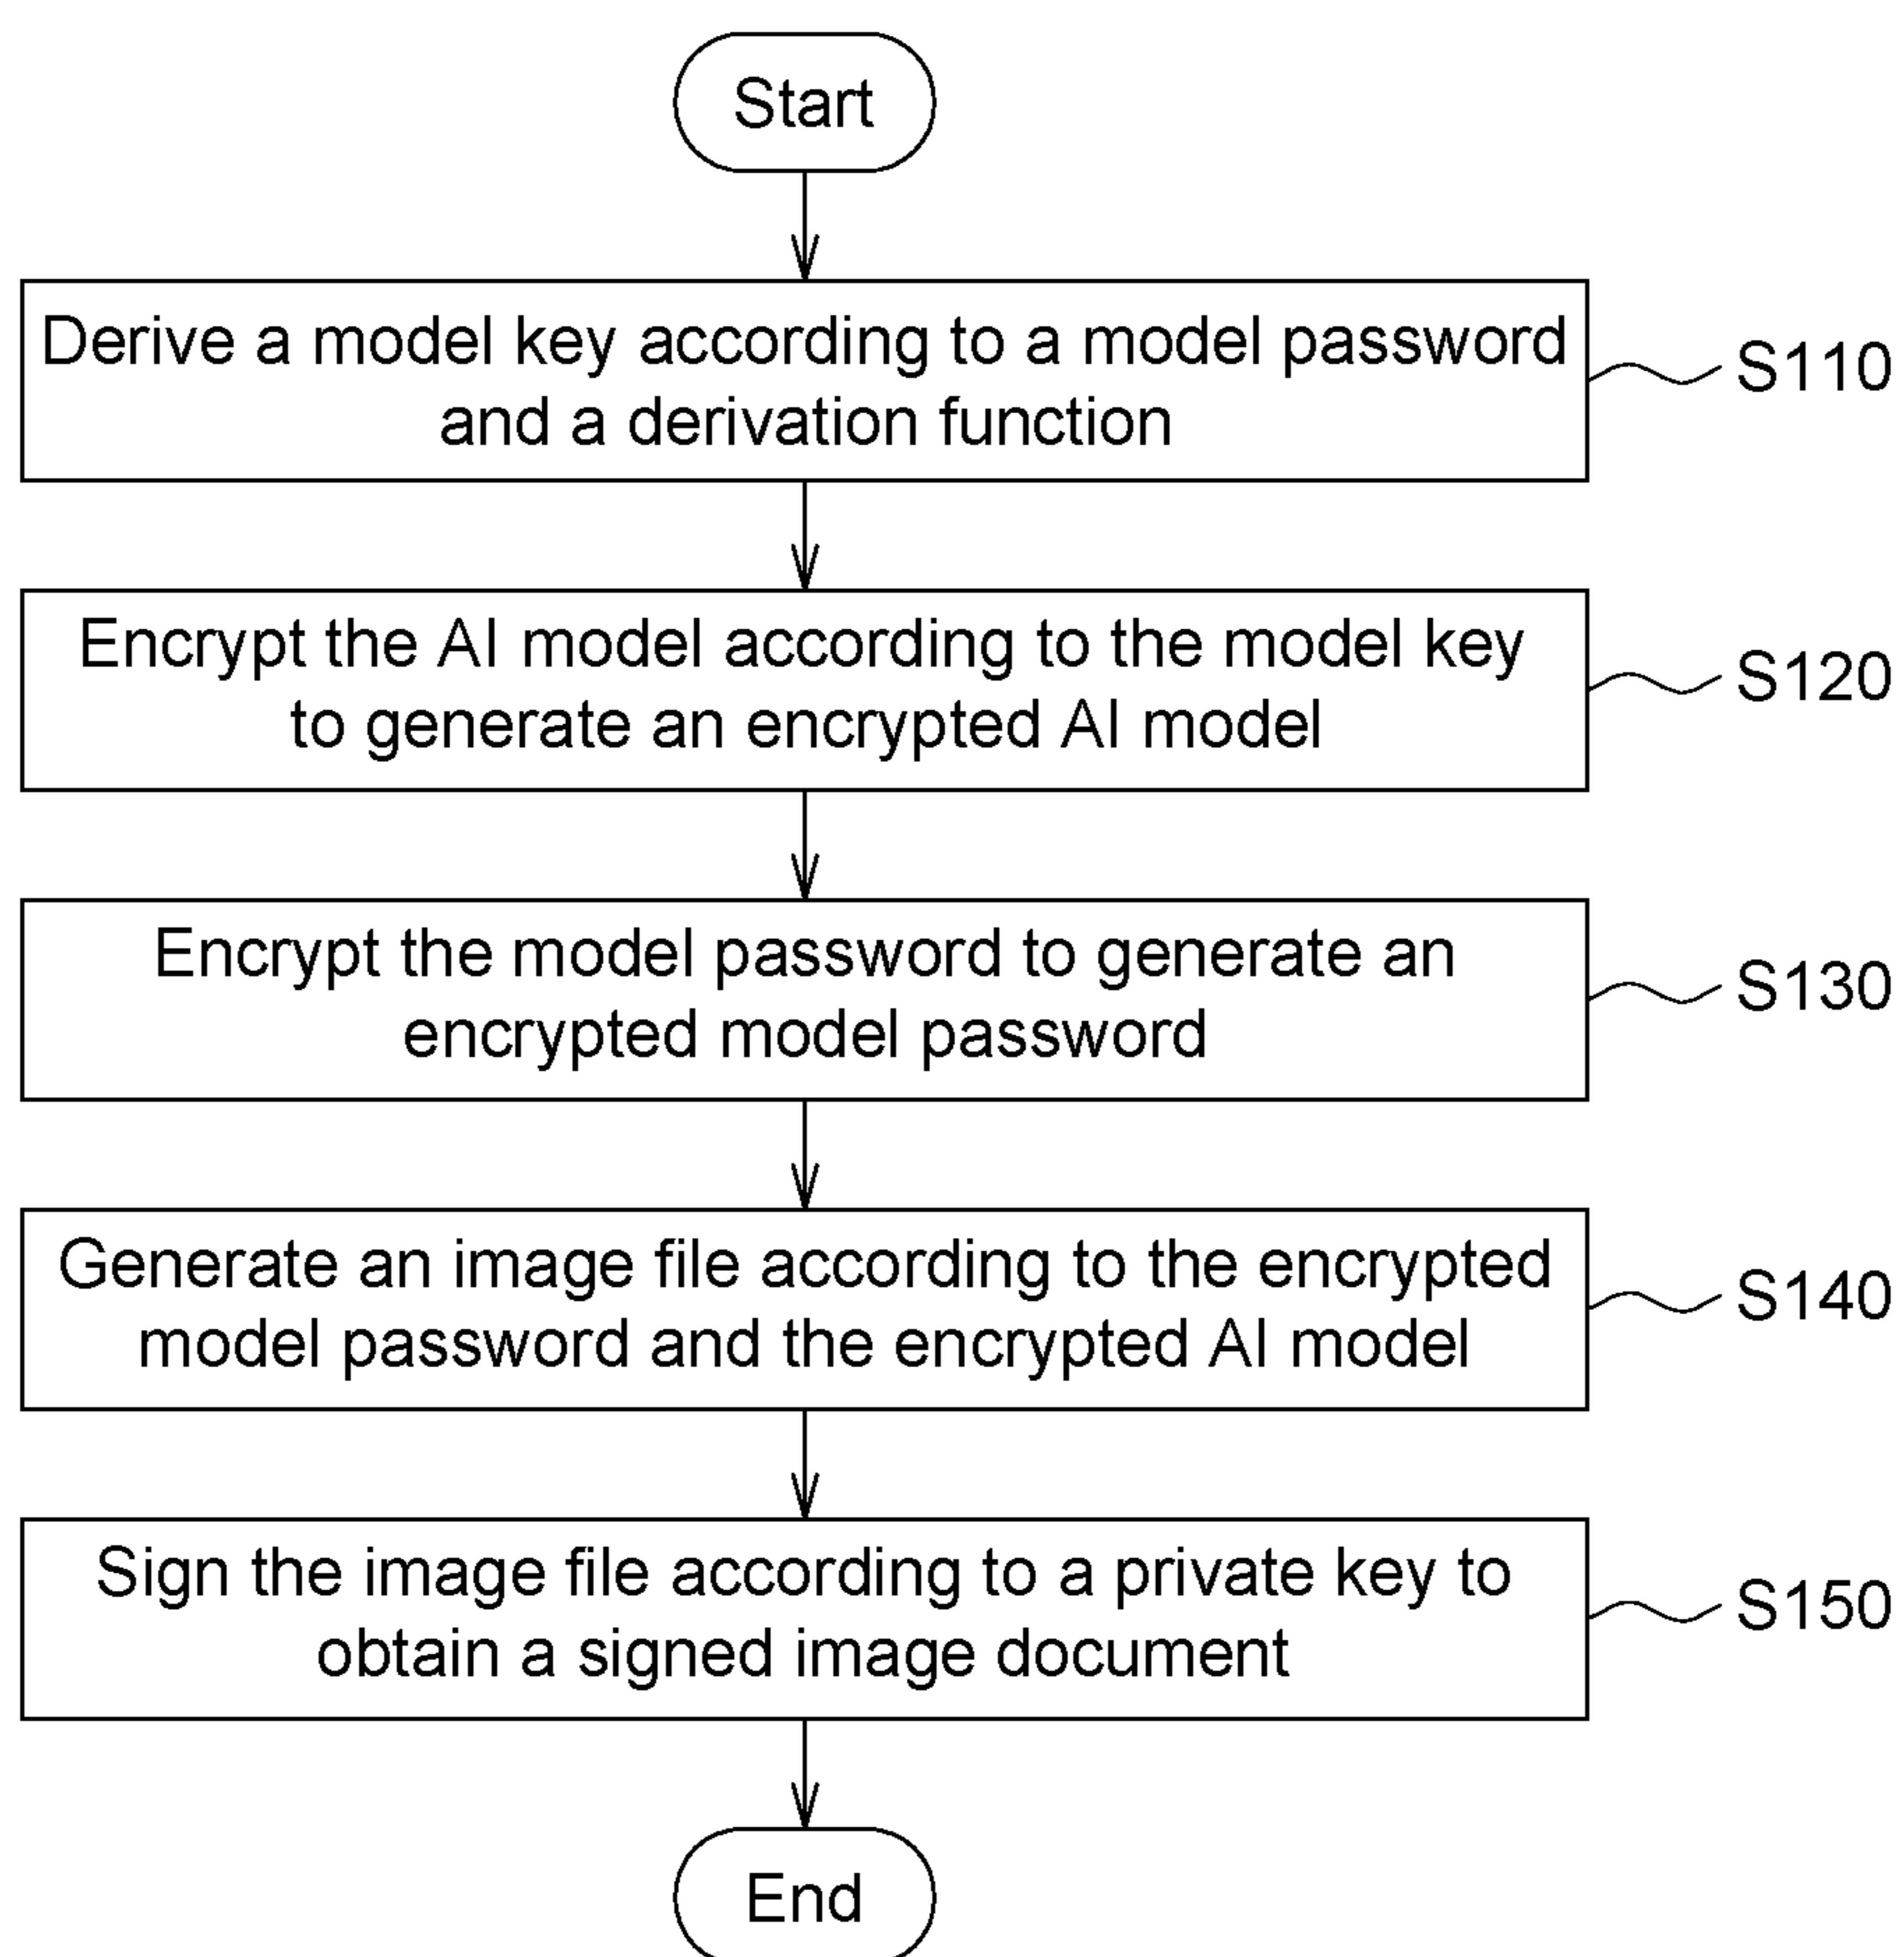 Start
Derive a model key according to a model password
and a derivation function
S110
Encrypt the AI model according to the model key
to generate an encrypted AI model
S120
Encrypt the model password to generate an
encrypted model password
S130
Generate an image file according to the encrypted
model password and the encrypted AI model
S140
Sign the image file according to a private key to
obtain a signed image document
S150
End